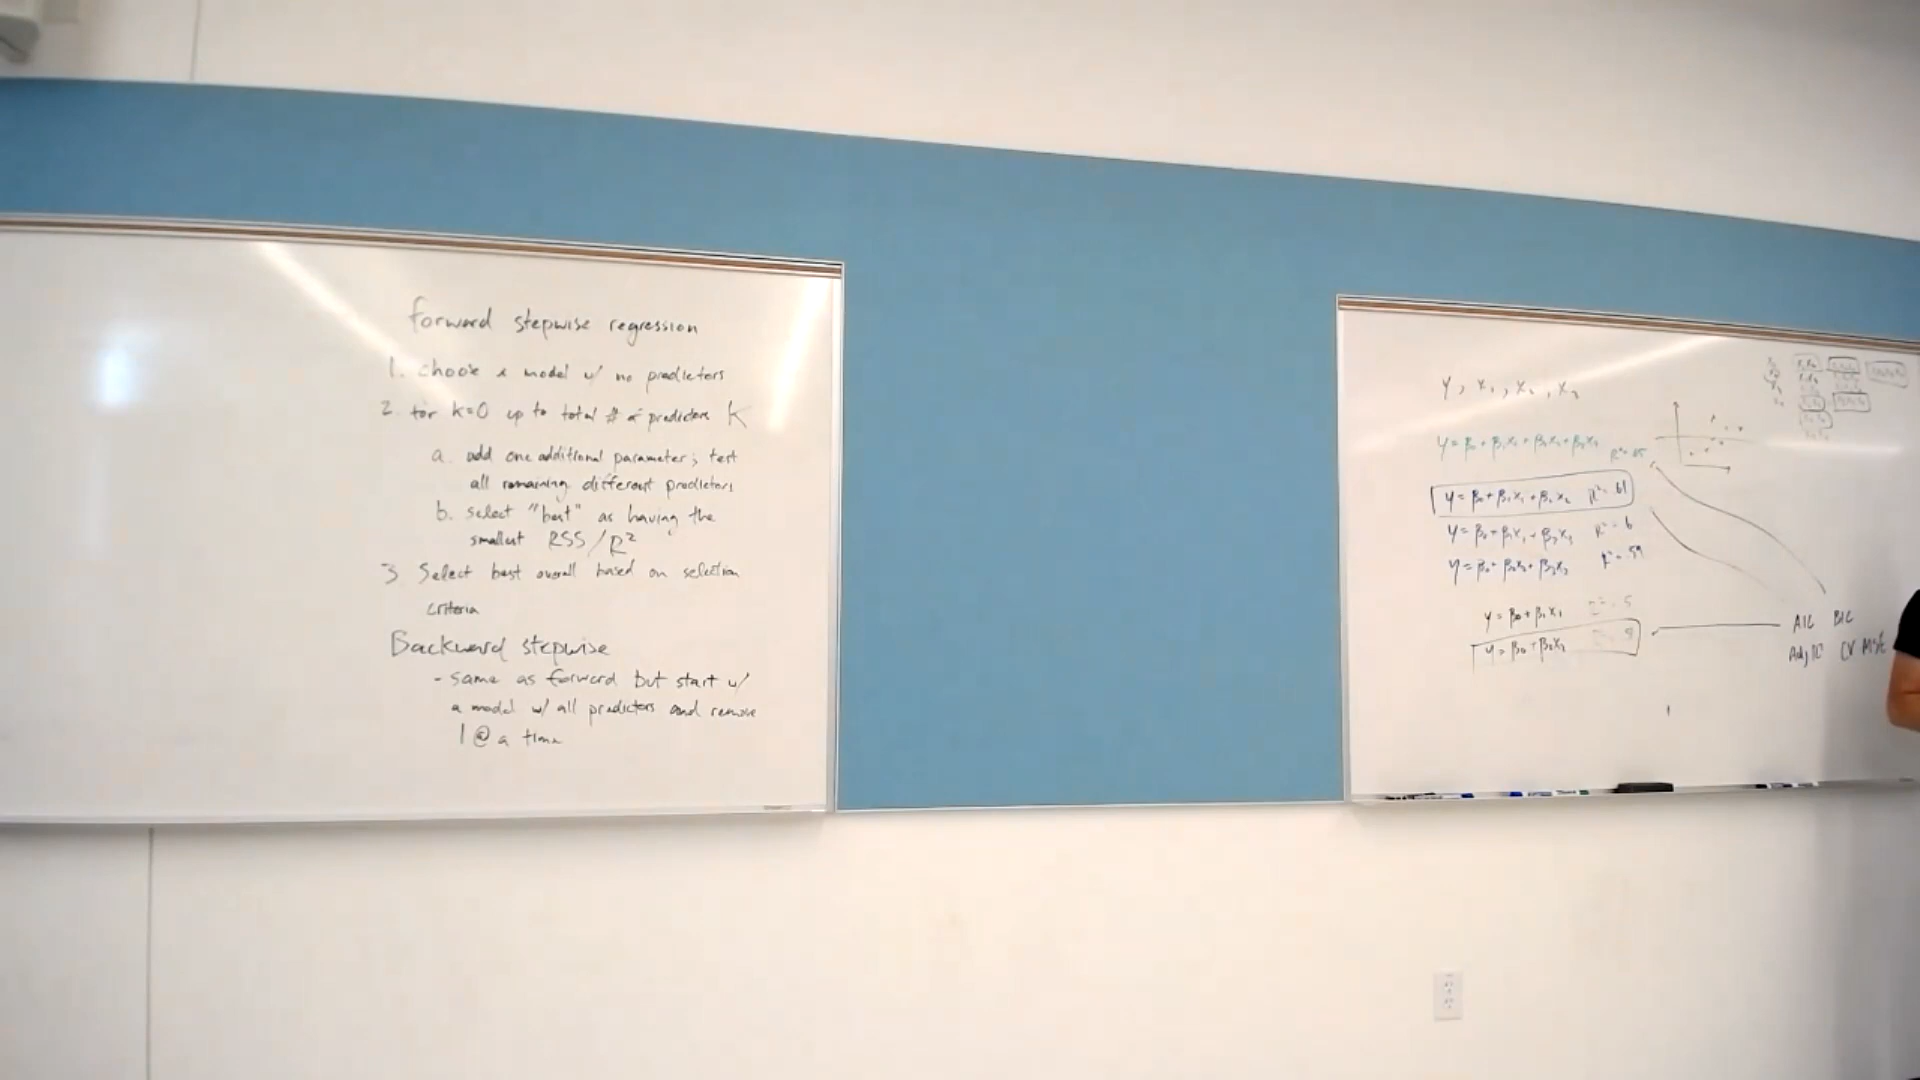 forward stepwise regression
1. choose a model w/ no predictors
2. for k=0 up to total # of predictors K
a. add one additional parameter; test
all remaining different predictors
b. select "best" as having the
smallest RSS/R²
3 Select best overall based on selection
criteria
Backward stepwise
- same as forward but start w/
a model w/ all predictors and remove
1 @ a time
y, x₁, x₂, x₃
y = β₀ + β₁x₁ + β₂x₂ + β₃x₃
y = β₀ + β₁x₁ + β₂x₂ R² = .61
y = β₀ + β₁x₁ + β₃x₃ R² = .6
y = β₀ + β₂x₂ + β₃x₃ R² = .59
y = β₀ + β₁x₁
y = β₀ + β₂x₂
AIC BIC
Adj R² CV MSE